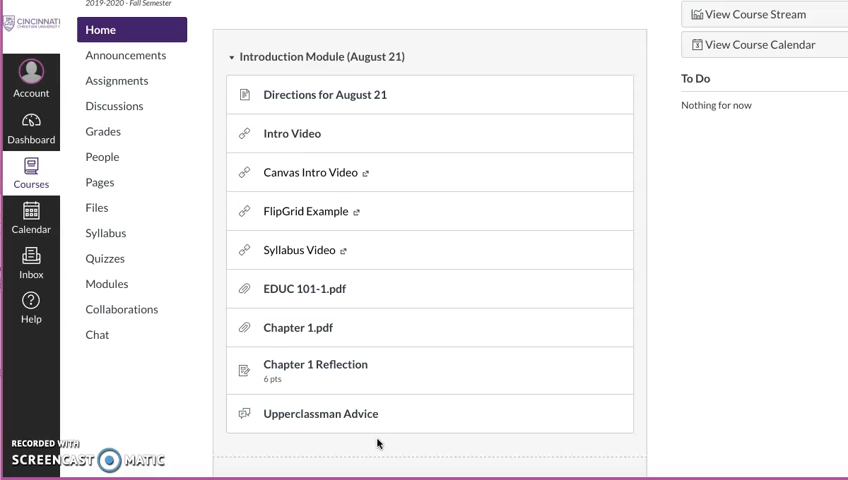 2019-2020 - Fall Semester
CINCINNATI
CHRISTIAN UNIVERSITY
Account
Dashboard
Courses
Calendar
Inbox
Help
Home
Announcements
Assignments
Discussions
Grades
People
Pages
Files
Syllabus
Quizzes
Modules
Collaborations
Chat
Introduction Module (August 21)
Directions for August 21
Intro Video
Canvas Intro Video
FlipGrid Example
Syllabus Video
EDUC 101-1.pdf
Chapter 1.pdf
Chapter 1 Reflection
6 pts
Upperclassman Advice
View Course Stream
View Course Calendar
To Do
Nothing for now
RECORDED WITH
SCREENCAST MATIC